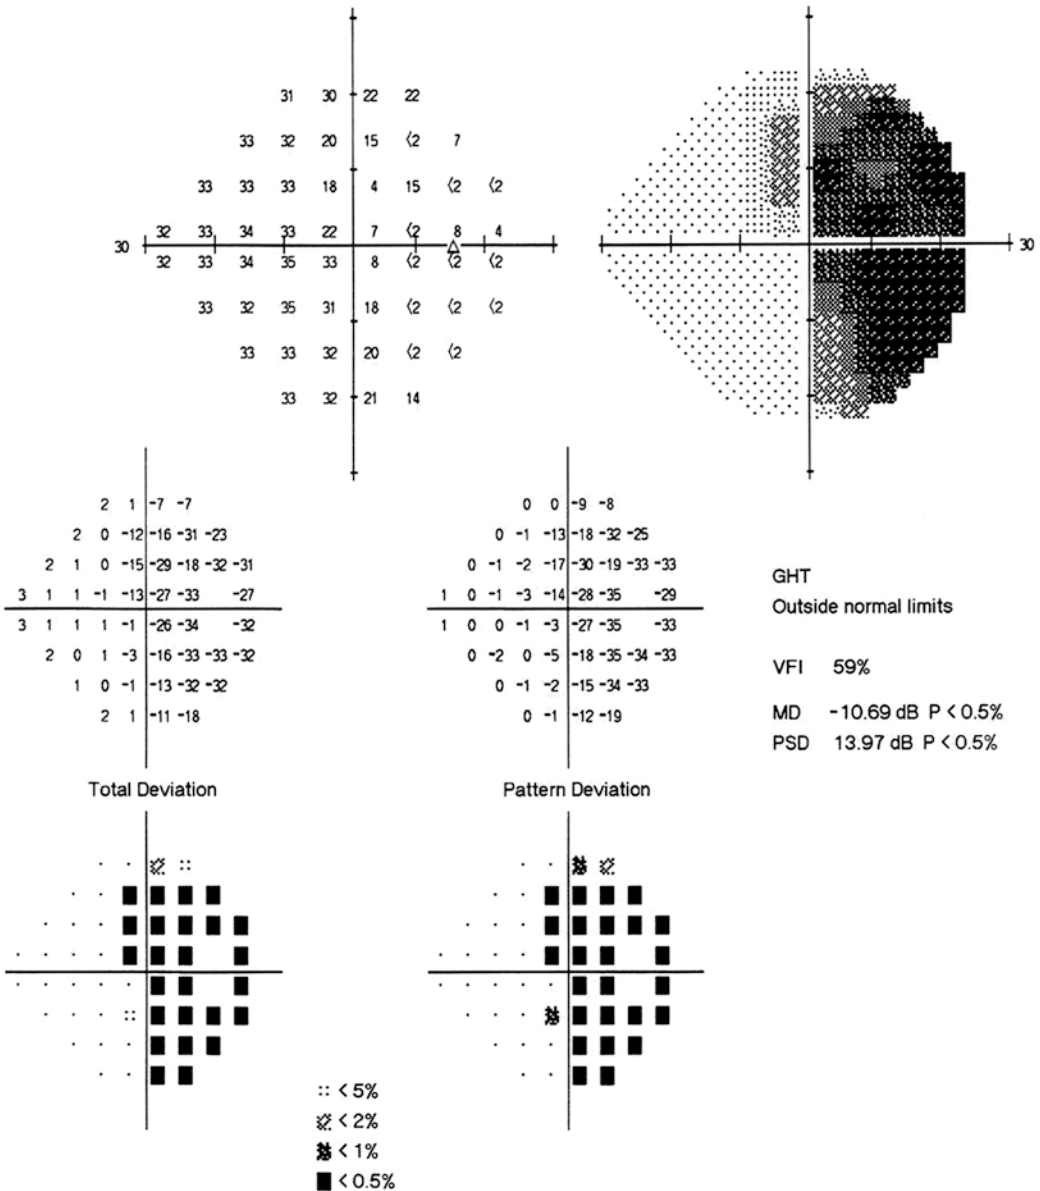 31 30 22 22
33 32 20 15 <2 7
33 33 33 18 4 15 <2 <2
32 33 34 33 22 7 <2 8 4
30 30
32 33 34 35 33 8 <2 <2 <2
33 32 35 31 18 <2 <2 <2
33 33 32 20 <2 <2
33 32 21 14
2 1 -7 -7
2 0 -12 -16 -31 -23
2 1 0 -15 -29 -18 -32 -31
3 1 1 -1 -13 -27 -33 -27
3 1 1 1 -1 -26 -34 -32
2 0 1 -3 -16 -33 -33 -32
1 0 -1 -13 -32 -32
2 1 -11 -18
Total Deviation
0 0 -9 -8
0 -1 -13 -18 -32 -25
0 -1 -2 -17 -30 -19 -33 -33
1 0 -1 -3 -14 -28 -35 -29
1 0 0 -1 -3 -27 -35 -33
0 -2 0 -5 -18 -35 -34 -33
0 -1 -2 -15 -34 -33
0 -1 -12 -19
Pattern Deviation
GHT
Outside normal limits
VFI 59%
MD -10.69 dB P < 0.5%
PSD 13.97 dB P < 0.5%
< 5%
< 2%
< 1%
< 0.5%